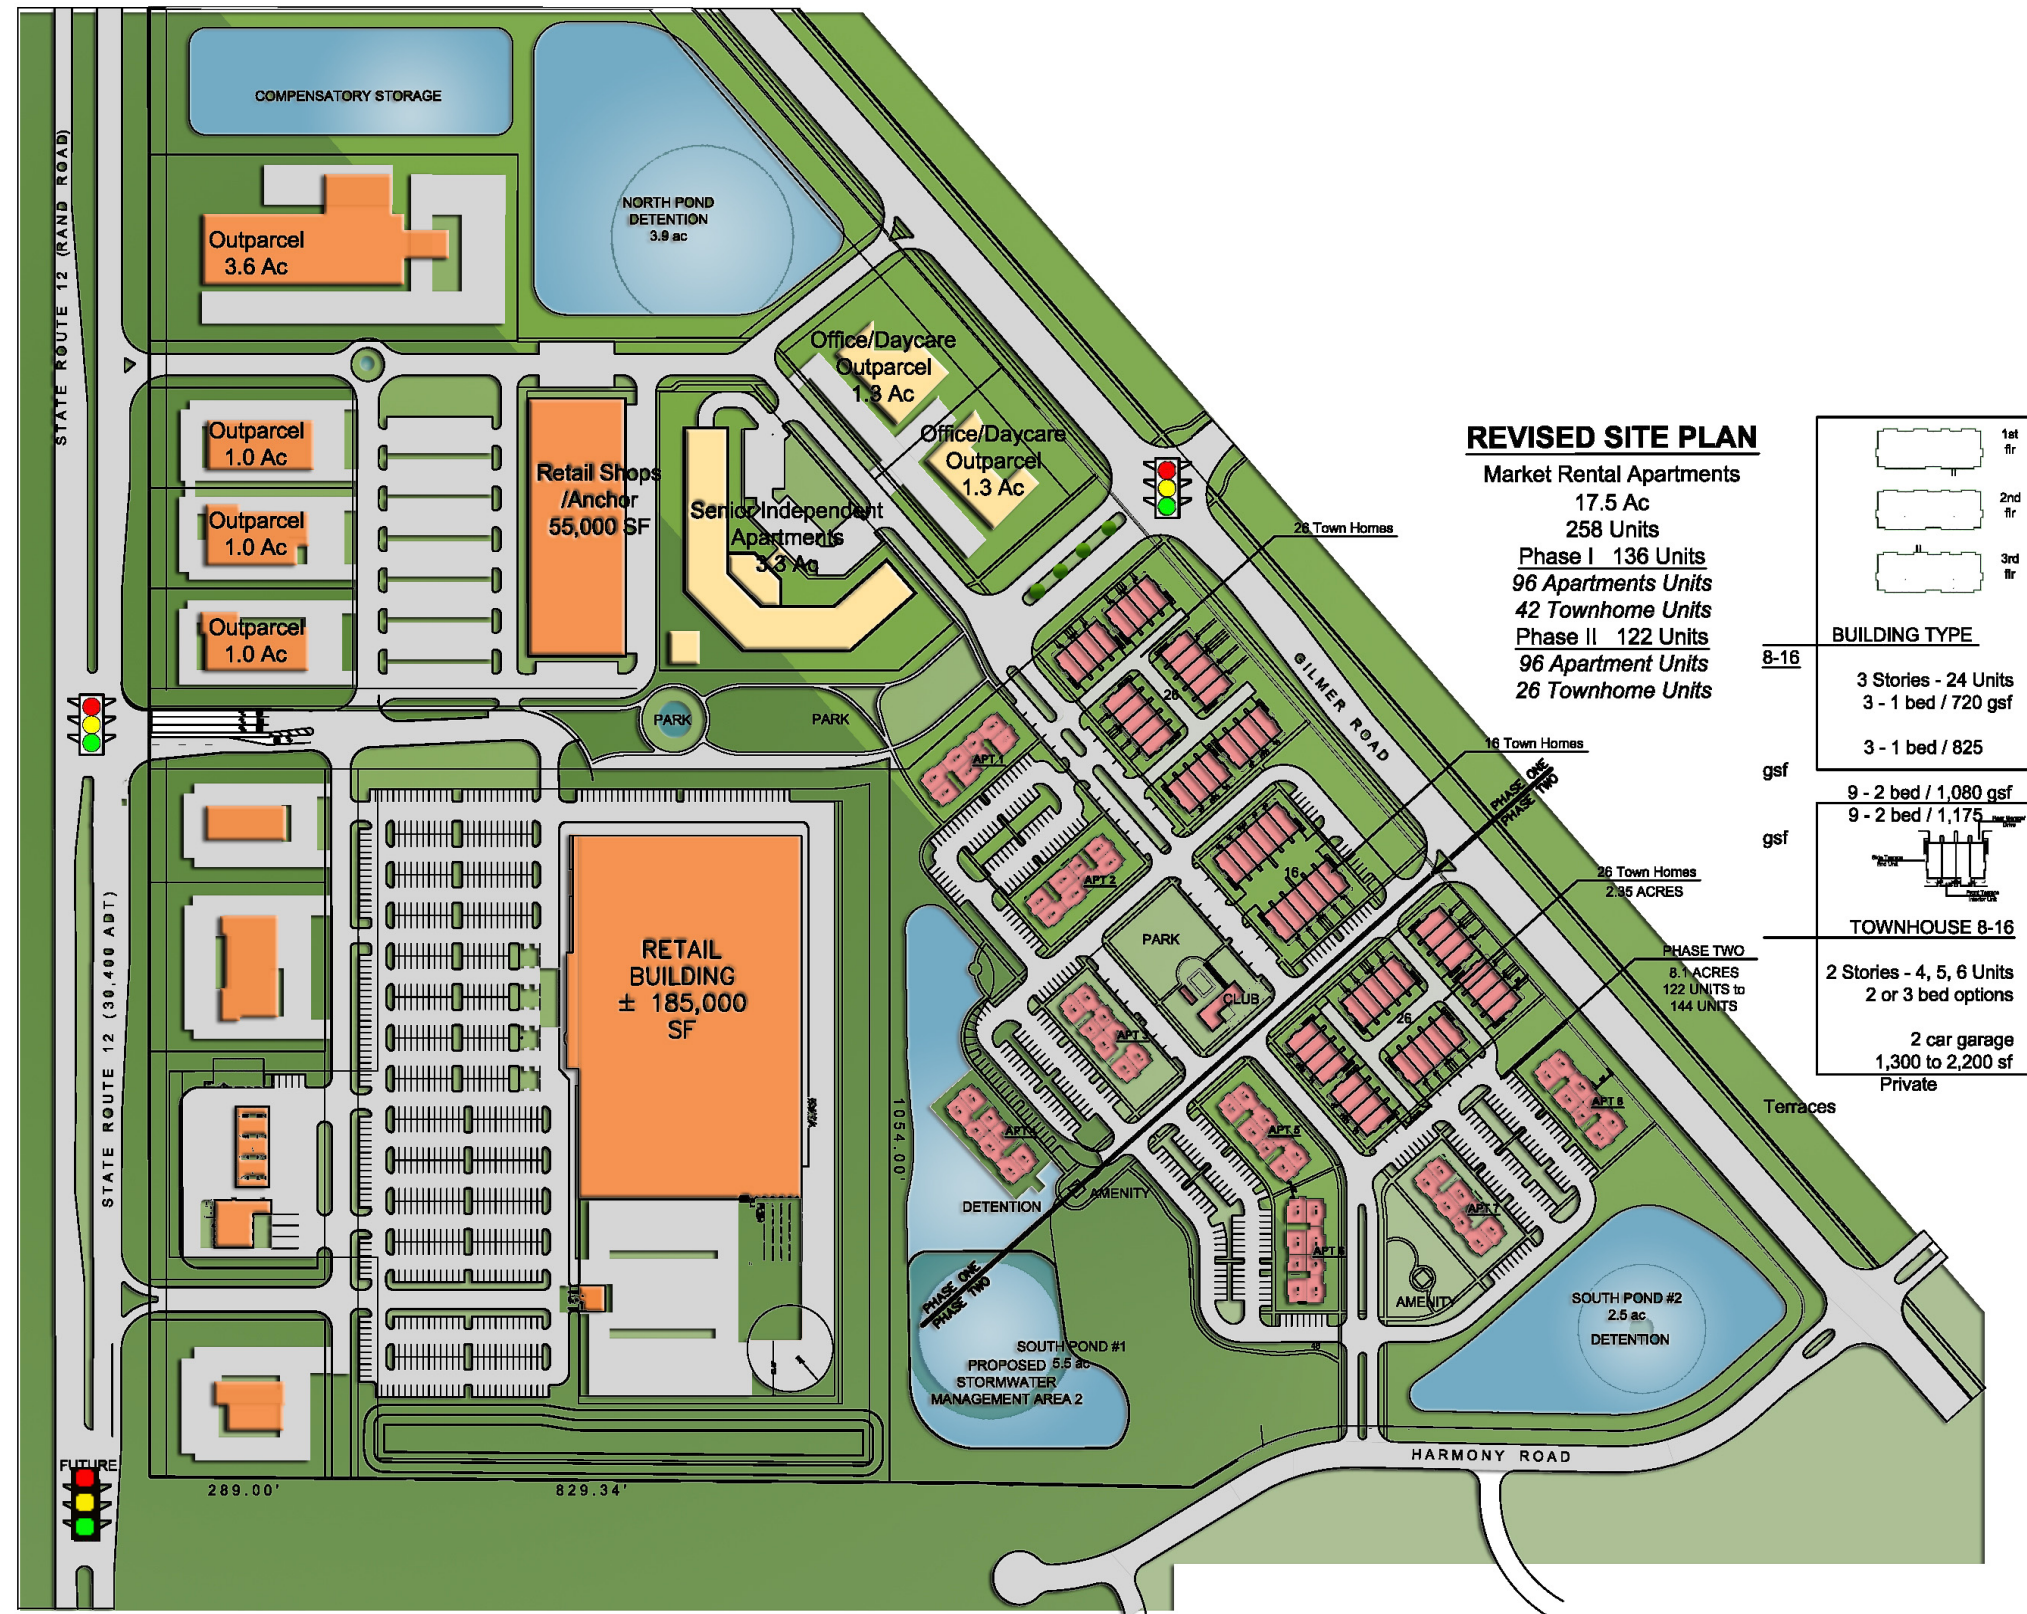 COMPENSATORY STORAGE
NORTH POND
DETENTION
3.9 ac
STATE ROUTE 12 (RAND ROAD)
Outparcel
3.6 Ac
Office/Daycare
Outparcel
1.3 Ac
Office/Daycare
Outparcel
1.3 Ac
Outparcel
1.0 Ac
Outparcel
1.0 Ac
Outparcel
1.0 Ac
Retail Shops
/Anchor
55,000 SF
Senior Independent
Apartments
3.3 Ac
REVISED SITE PLAN
Market Rental Apartments
17.5 Ac
258 Units
Phase I 136 Units
96 Apartments Units
42 Townhome Units
Phase II 122 Units
96 Apartment Units
26 Townhome Units
1st
flr
2nd
flr
3rd
flr
BUILDING TYPE
8-16
3 Stories - 24 Units
3 - 1 bed / 720 gsf
3 - 1 bed / 825
gsf
9 - 2 bed / 1,080 gsf
9 - 2 bed / 1,175
gsf
TOWNHOUSE 8-16
2 Stories - 4, 5, 6 Units
2 or 3 bed options
2 car garage
1,300 to 2,200 sf
Private
Terraces
26 Town Homes
16 Town Homes
26 Town Homes
2.35 ACRES
PHASE TWO
8.1 ACRES
122 UNITS to
144 UNITS
GILMER ROAD
PHASE ONE
PHASE TWO
PARK
PARK
26
16
26
APT 1
APT 2
APT 3
APT 5
APT 6
APT 7
APT 8
PARK
CLUB
RETAIL
BUILDING
± 185,000
SF
STATE ROUTE 12 (30,400 ADT)
1054.00'
DETENTION
AMENITY
AMENITY
PHASE ONE
PHASE TWO
SOUTH POND #1
5.5 ac
PROPOSED
STORMWATER
MANAGEMENT AREA 2
SOUTH POND #2
2.5 ac
DETENTION
HARMONY ROAD
FUTURE
289.00'
829.34'